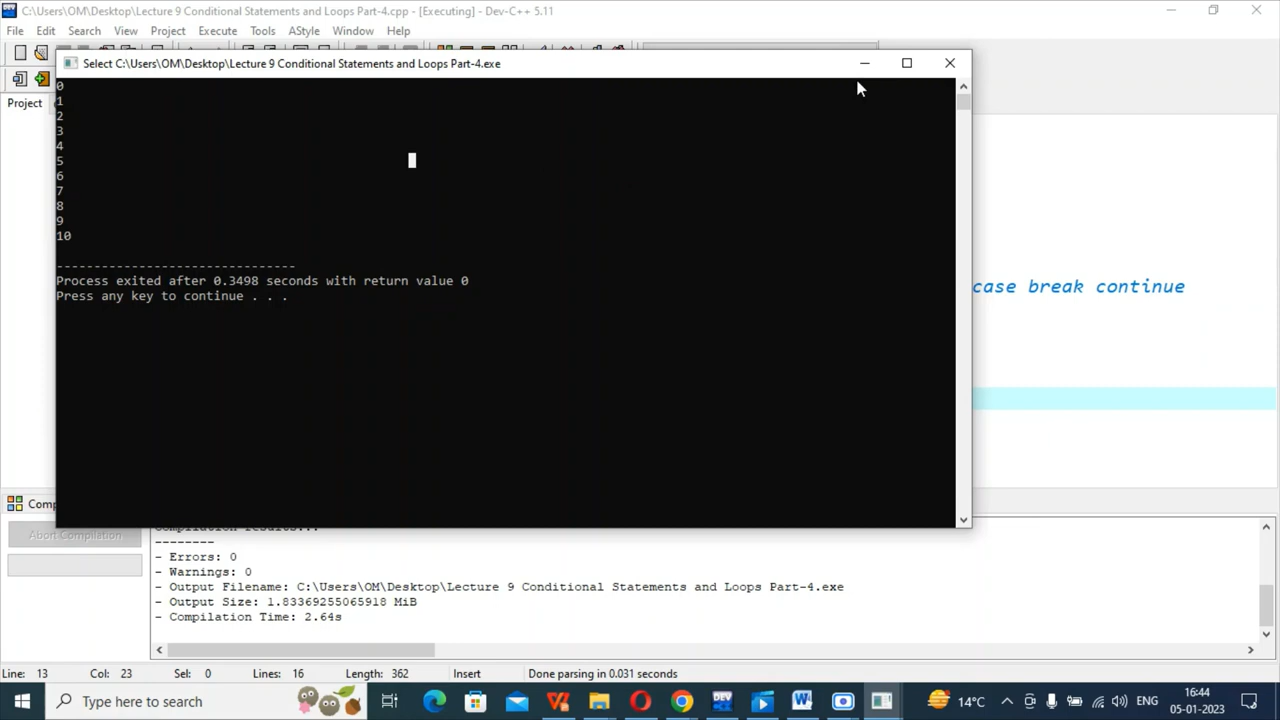 C:\Users\OM\Desktop\Lecture 9 Conditional Statements and Loops Part-4.cpp - [Executing] - Dev-C++ 5.11
File Edit Search View Project Execute Tools AStyle Window Help
Select C:\Users\OM\Desktop\Lecture 9 Conditional Statements and Loops Part-4.exe
Project
0
1
2
3
4
5
6
7
8
9
10
--------------------------------
Process exited after 0.3498 seconds with return value 0
Press any key to continue . . .
case break continue
Comp
Compilation results...
Abort Compilation
--------
- Errors: 0
- Warnings: 0
- Output Filename: C:\Users\OM\Desktop\Lecture 9 Conditional Statements and Loops Part-4.exe
- Output Size: 1.83369255065918 MiB
- Compilation Time: 2.64s
Line: 13 Col: 23 Sel: 0 Lines: 16 Length: 362 Insert Done parsing in 0.031 seconds
Type here to search
DEV
14°C
ENG
16:44
05-01-2023